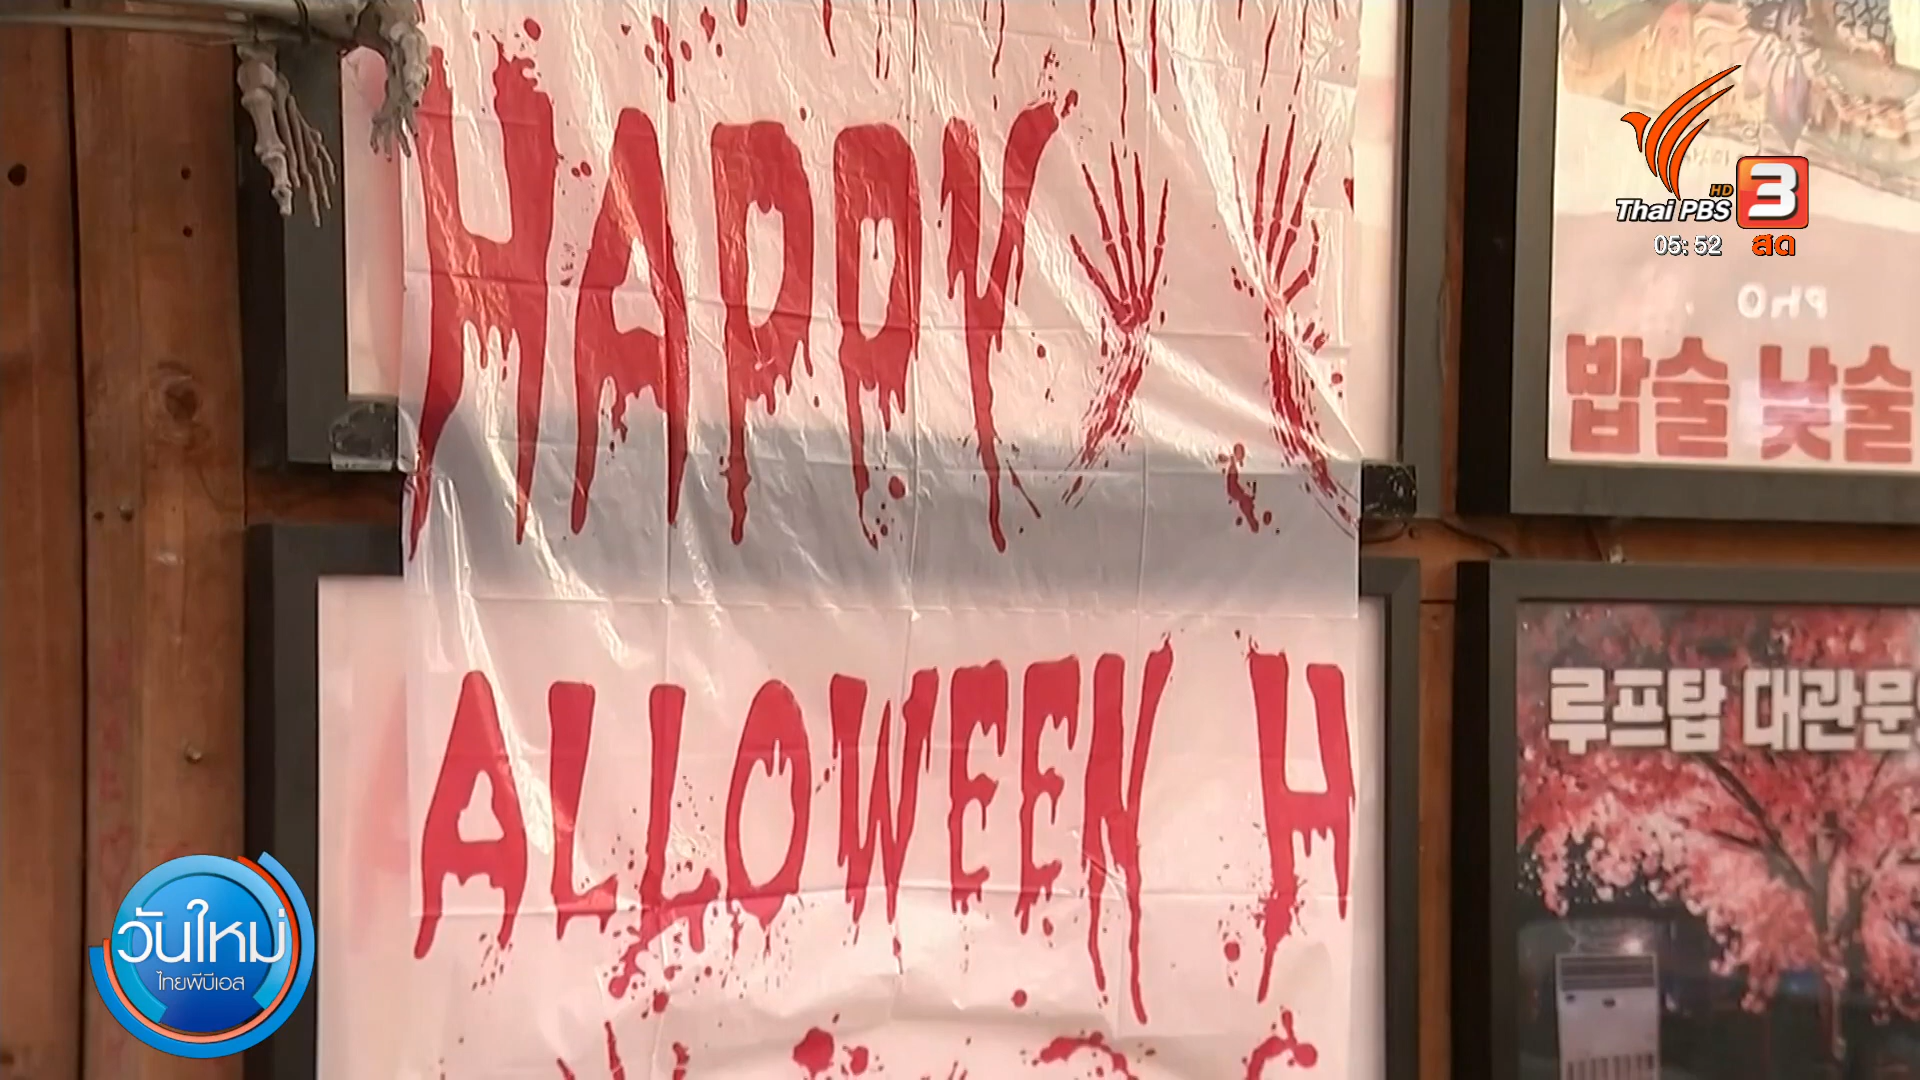 HAPPY
ALLOWEEN H
Thai PBS HD 3
05:52 สด
PhO
밥술 낮술
루프탑 대관문
วันใหม่
ไทยพีบีเอส